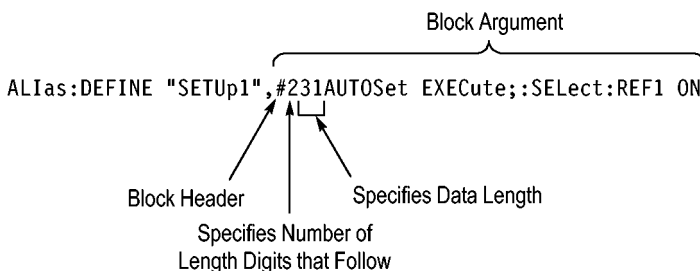 Block Argument
ALIas:DEFINE "SETUp1",#231AUTOSet EXECute;:SELect:REF1 ON
Block Header
Specifies Data Length
Specifies Number of
Length Digits that Follow